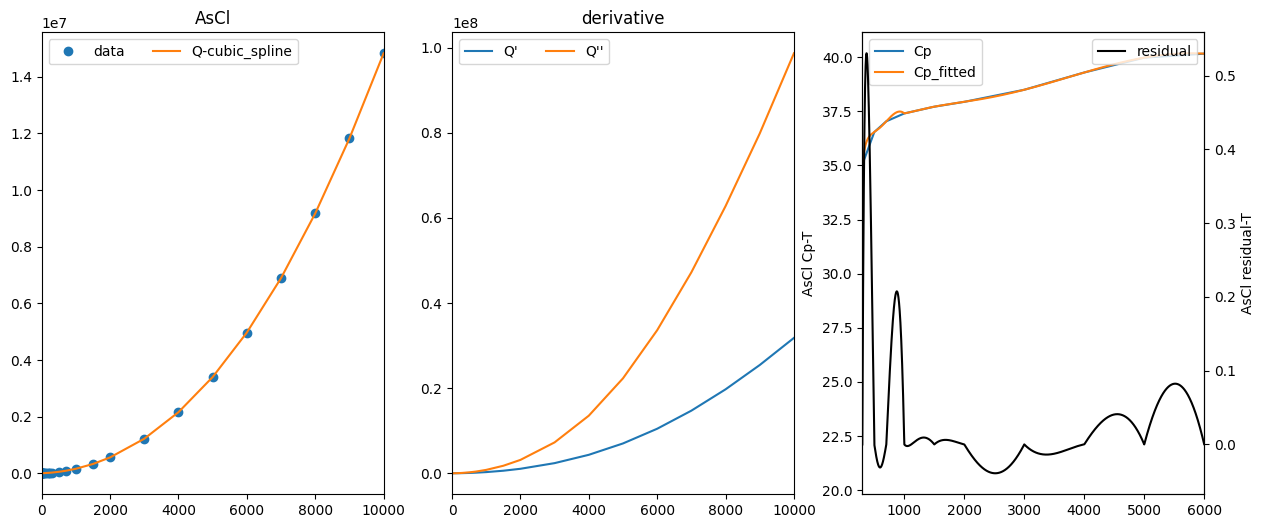 AsCl
1e7
data
Q-cubic_spline
1.4
1.2
1.0
0.8
0.6
0.4
0.2
0.0
0 2000 4000 6000 8000 10000
derivative
1e8
Q'
Q''
1.0
0.8
0.6
0.4
0.2
0.0
0 2000 4000 6000 8000 10000
AsCl Cp-T
Cp
Cp_fitted
residual
40.0
37.5
35.0
32.5
30.0
27.5
25.0
22.5
20.0
1000 2000 3000 4000 5000 6000
0.5
0.4
0.3
0.2
0.1
0.0
AsCl residual-T